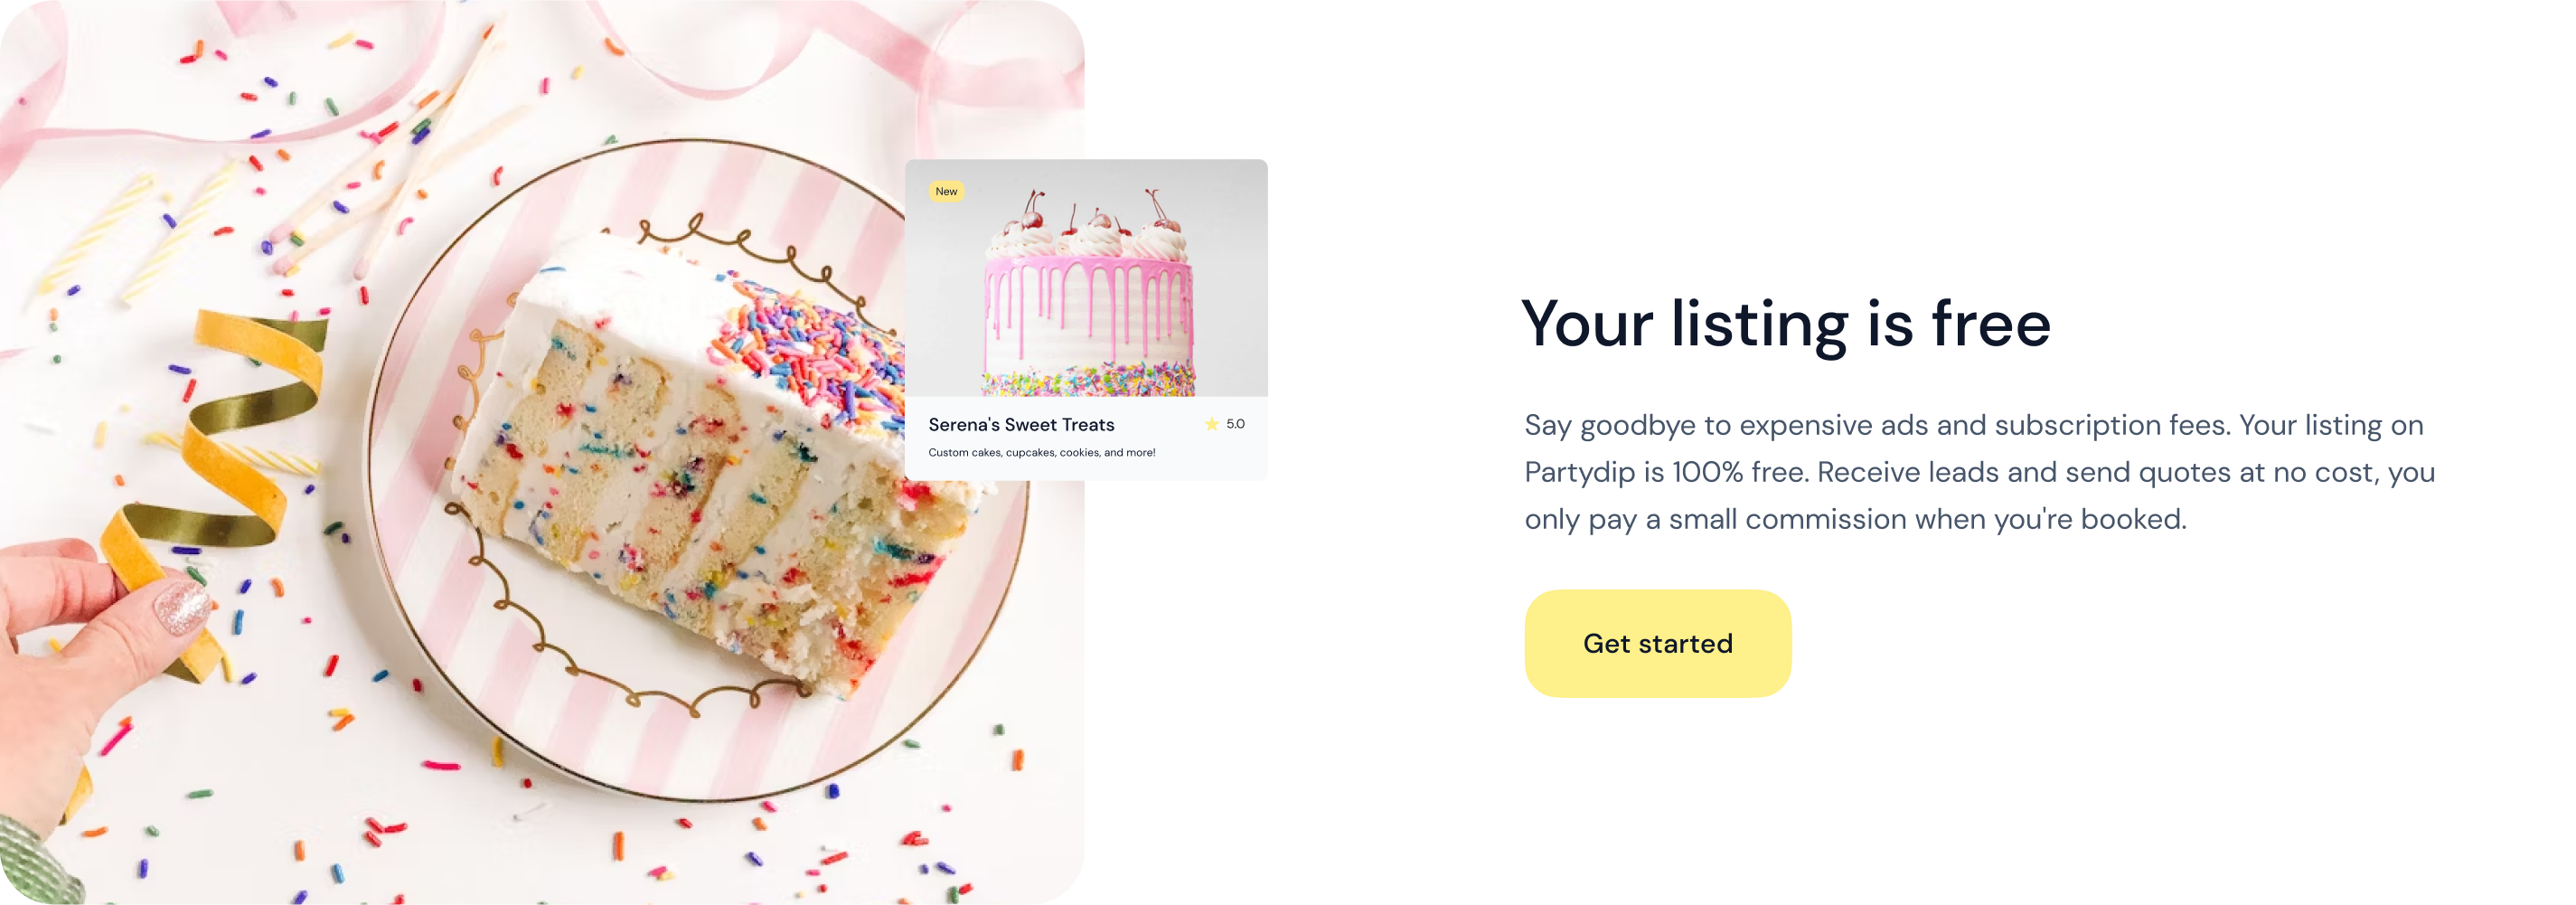 New
Serena's Sweet Treats
5.0
Custom cakes, cupcakes, cookies, and more!
Your listing is free
Say goodbye to expensive ads and subscription fees. Your listing on
Partydip is 100% free. Receive leads and send quotes at no cost, you
only pay a small commission when you're booked.
Get started